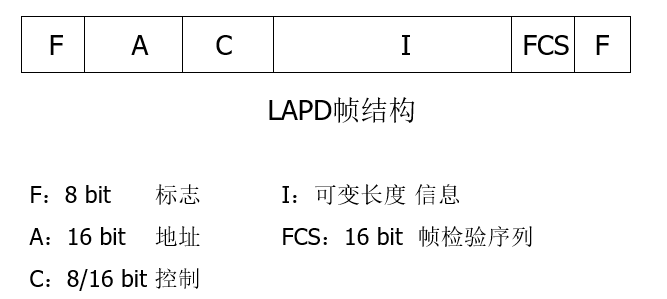 F A C I FCS F
LAPD帧结构
F：8 bit 标志 I：可变长度 信息
A：16 bit 地址 FCS：16 bit 帧检验序列
C：8/16 bit 控制